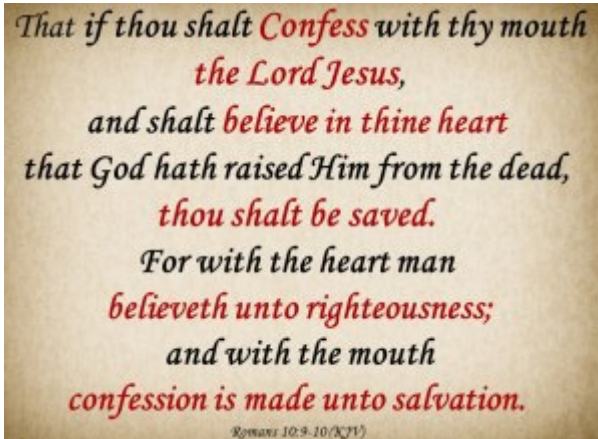 That if thou shalt Confess with thy mouth
the Lord Jesus,
and shalt believe in thine heart
that God hath raised Him from the dead,
thou shalt be saved.
For with the heart man
believeth unto righteousness;
and with the mouth
confession is made unto salvation.
Romans 10:9-10 (KJV)